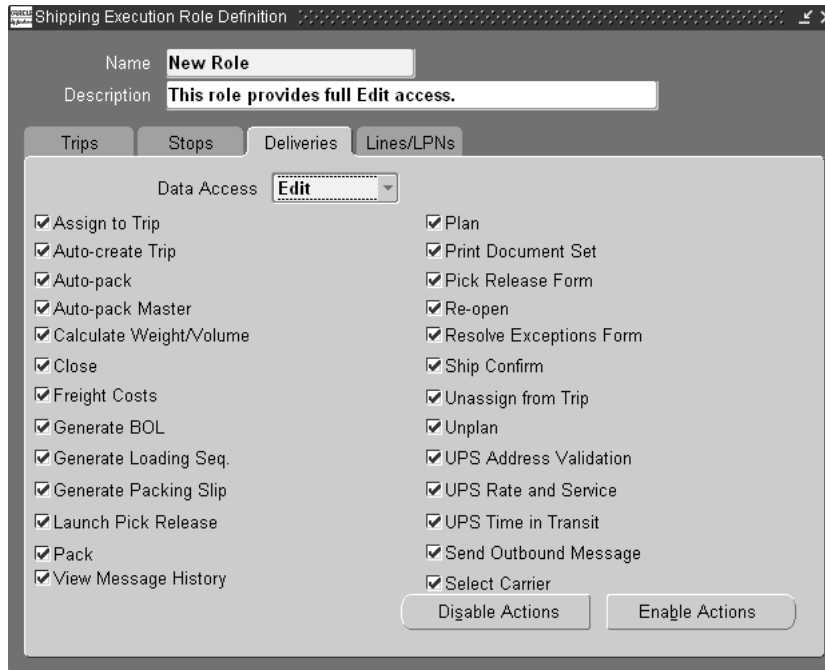 Shipping Execution Role Definition
Name New Role
Description This role provides full Edit access.
Trips Stops Deliveries Lines/LPNs
Data Access Edit
Assign to Trip Plan
Auto-create Trip Print Document Set
Auto-pack Pick Release Form
Auto-pack Master Re-open
Calculate Weight/Volume Resolve Exceptions Form
Close Ship Confirm
Freight Costs Unassign from Trip
Generate BOL Unplan
Generate Loading Seq. UPS Address Validation
Generate Packing Slip UPS Rate and Service
Launch Pick Release UPS Time in Transit
Pack Send Outbound Message
View Message History Select Carrier
Disable Actions Enable Actions